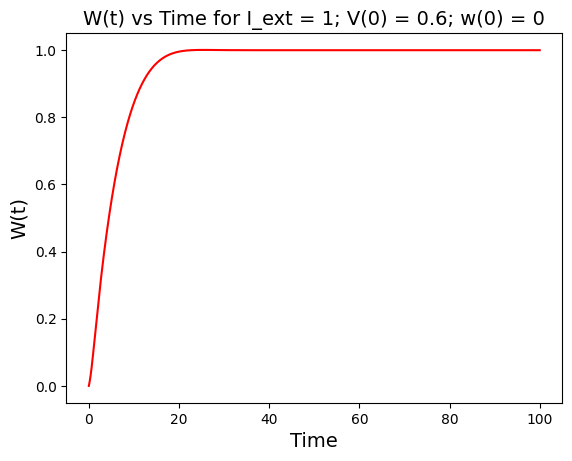 W(t) vs Time for I_ext = 1; V(0) = 0.6; w(0) = 0
1.0
0.8
0.6
0.4
0.2
0.0
W(t)
0 20 40 60 80 100
Time